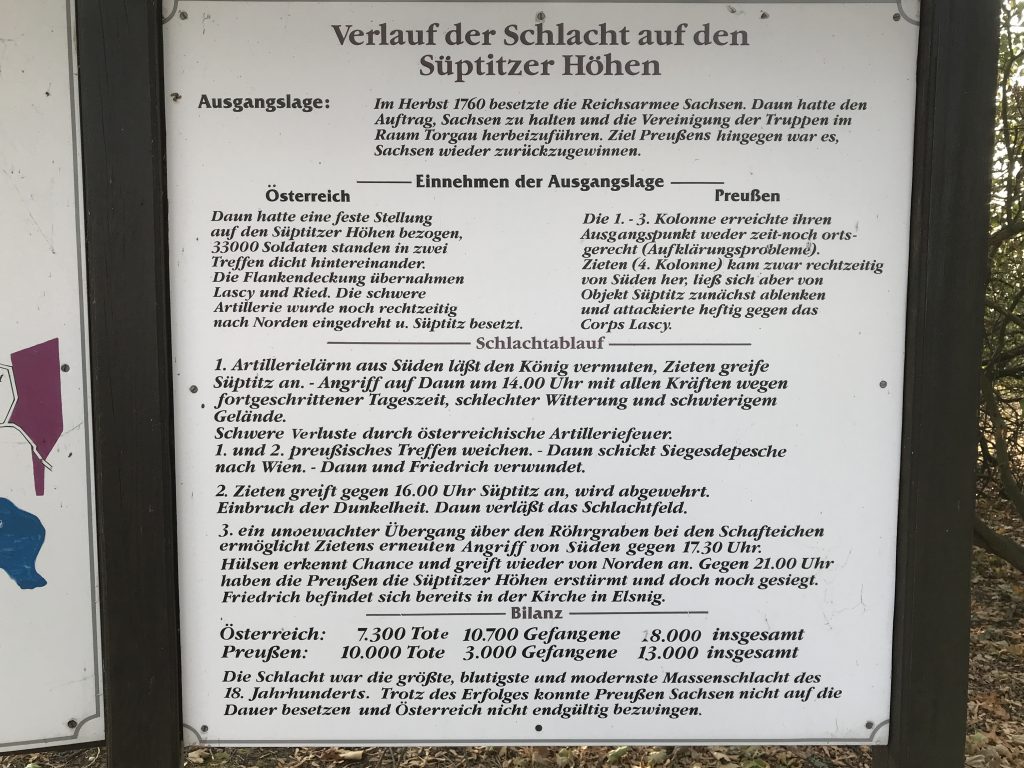 Verlauf der Schlacht auf den
Süptitzer Höhen
Ausgangslage:
Im Herbst 1760 besetzte die Reichsarmee Sachsen. Daun hatte den
Auftrag, Sachsen zu halten und die Vereinigung der Truppen im
Raum Torgau herbeizuführen. Ziel Preußens hingegen war es,
Sachsen wieder zurückzugewinnen.
Einnehmen der Ausgangslage
Österreich
Daun hatte eine feste Stellung
auf den Süptitzer Höhen bezogen,
33000 Soldaten standen in zwei
Treffen dicht hintereinander.
Die Flankendeckung übernahmen
Lascy und Ried. Die schwere
Artillerie wurde noch rechtzeitig
nach Norden eingedreht u. Süptitz besetzt.
Preußen
Die 1. - 3. Kolonne erreichte ihren
Ausgangspunkt weder zeit-noch orts-
gerecht (Aufklärungsprobleme).
Zieten (4. Kolonne) kam zwar rechtzeitig
von Süden her, ließ sich aber von
Objekt Süptitz zunächst ablenken
und attackierte heftig gegen das
Corps Lascy.
Schlachtablauf
1. Artillerielärm aus Süden läßt den König vermuten, Zieten greife
Süptitz an. - Angriff auf Daun um 14.00 Uhr mit allen Kräften wegen
fortgeschrittener Tageszeit, schlechter Witterung und schwierigem
Gelände.
Schwere Verluste durch österreichische Artilleriefeuer.
1. und 2. preußisches Treffen weichen. - Daun schickt Siegesdepesche
nach Wien. - Daun und Friedrich verwundet.
2. Zieten greift gegen 16.00 Uhr Süptitz an, wird abgewehrt.
Einbruch der Dunkelheit. Daun verläßt das Schlachtfeld.
3. ein unbewachter Übergang über den Röhrgraben bei den Schafteichen
ermöglicht Zietens erneuten Angriff von Süden gegen 17.30 Uhr.
Hülsen erkennt Chance und greift wieder von Norden an. Gegen 21.00 Uhr
haben die Preußen die Süptitzer Höhen erstürmt und doch noch gesiegt.
Friedrich befindet sich bereits in der Kirche in Elsnig.
Bilanz
Österreich: 7.300 Tote 10.700 Gefangene 18.000 insgesamt
Preußen: 10.000 Tote 3.000 Gefangene 13.000 insgesamt
Die Schlacht war die größte, blutigste und modernste Massenschlacht des
18. Jahrhunderts. Trotz des Erfolges konnte Preußen Sachsen nicht auf die
Dauer besetzen und Österreich nicht endgültig bezwingen.